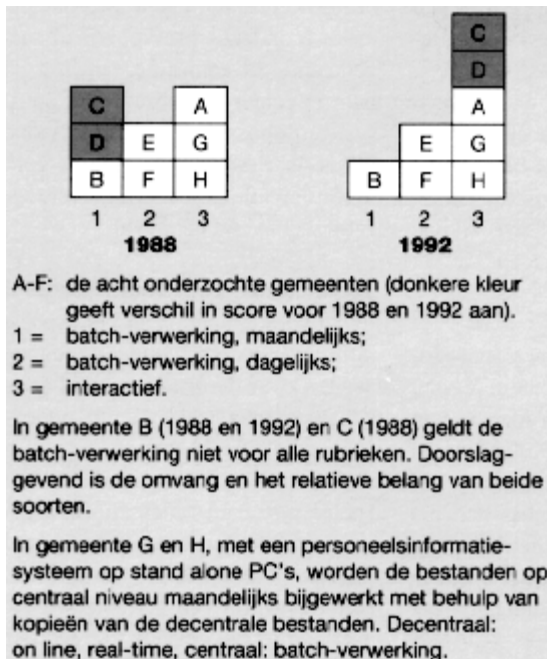 C
D
C A A
D E G E G
B F H B F H
1 2 3 1 2 3
1988 1992
A-F: de acht onderzochte gemeenten (donkere kleur
geeft verschil in score voor 1988 en 1992 aan).
1 = batch-verwerking, maandelijks;
2 = batch-verwerking, dagelijks;
3 = interactief.
In gemeente B (1988 en 1992) en C (1988) geldt de
batch-verwerking niet voor alle rubrieken. Doorslag-
gevend is de omvang en het relatieve belang van beide
soorten.
In gemeente G en H, met een personeelsinformatie-
systeem op stand alone PC's, worden de bestanden op
centraal niveau maandelijks bijgewerkt met behulp van
kopieën van de decentrale bestanden. Decentraal:
on line, real-time, centraal: batch-verwerking.